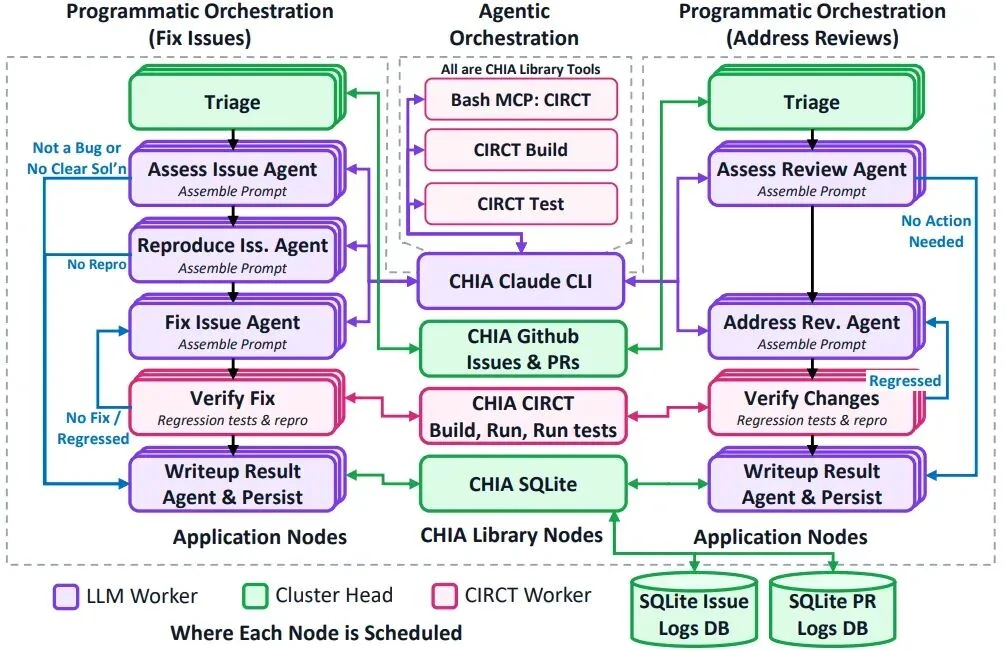 Programmatic Orchestration
(Fix Issues)
Agentic
Orchestration
Programmatic Orchestration
(Address Reviews)
Triage
Not a Bug or
No Clear Sol'n
Assess Issue Agent
Assemble Prompt
Reproduce Iss. Agent
Assemble Prompt
No Repro
Fix Issue Agent
Assemble Prompt
Verify Fix
Regression tests & repro
No Fix /
Regressed
Writeup Result
Agent & Persist
Application Nodes
All are CHIA Library Tools
Bash MCP: CIRCT
CIRCT Build
CIRCT Test
CHIA Claude CLI
CHIA Github
Issues & PRs
CHIA CIRCT
Build, Run, Run tests
CHIA SQLite
CHIA Library Nodes
Triage
Assess Review Agent
Assemble Prompt
No Action
Needed
Address Rev. Agent
Assemble Prompt
Regressed
Verify Changes
Regression tests & repro
Writeup Result
Agent & Persist
Application Nodes
SQLite Issue
Logs DB
SQLite PR
Logs DB
LLM Worker
Cluster Head
CIRCT Worker
Where Each Node is Scheduled